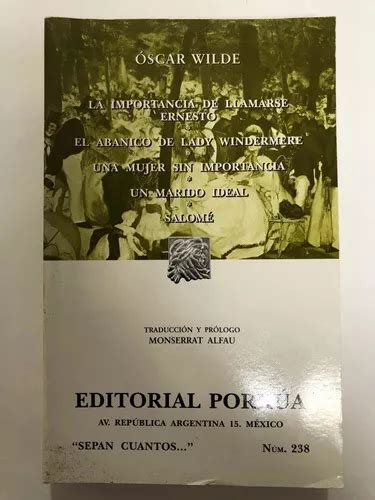 ÓSCAR WILDE
LA IMPORTANCIA DE LLAMARSE
ERNESTO
EL ABANICO DE LADY WINDERMERE
UNA MUJER SIN IMPORTANCIA
UN MARIDO IDEAL
SALOMÉ
TRADUCCIÓN Y PRÓLOGO
MONSERRAT ALFAU
EDITORIAL PORRÚA
AV. REPÚBLICA ARGENTINA 15. MÉXICO
"SEPAN CUANTOS..." NÚM. 238